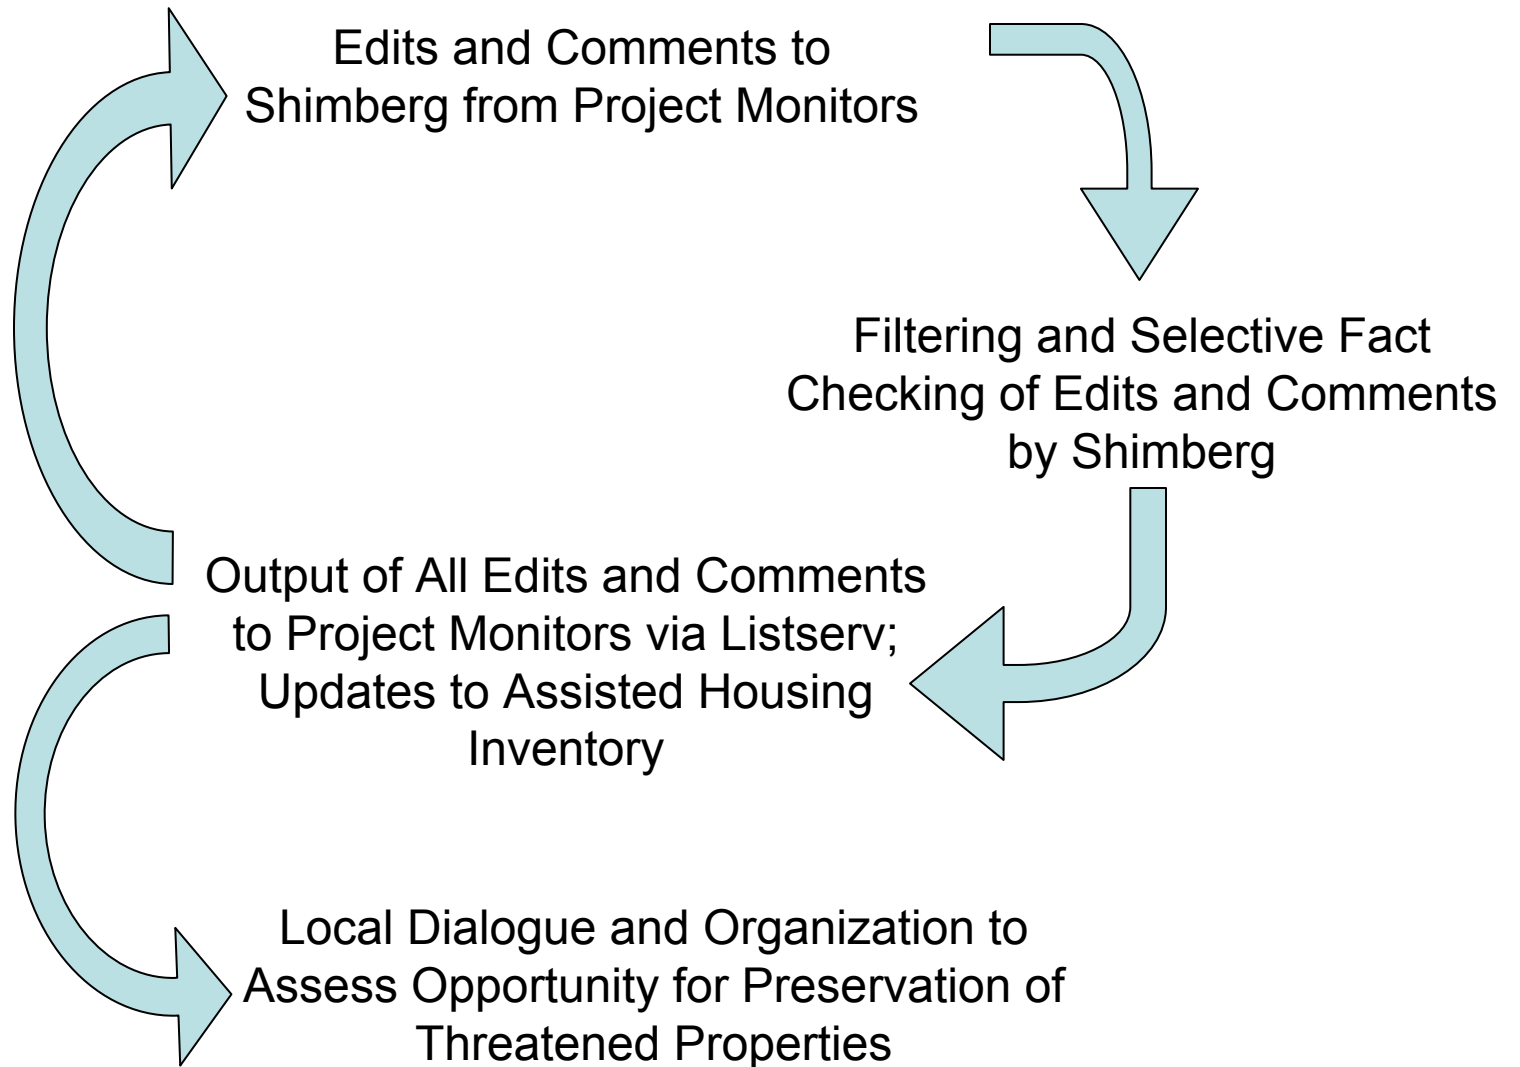 Edits and Comments to
Shimberg from Project Monitors
Filtering and Selective Fact
Checking of Edits and Comments
by Shimberg
Output of All Edits and Comments
to Project Monitors via Listserv;
Updates to Assisted Housing
Inventory
Local Dialogue and Organization to
Assess Opportunity for Preservation of
Threatened Properties